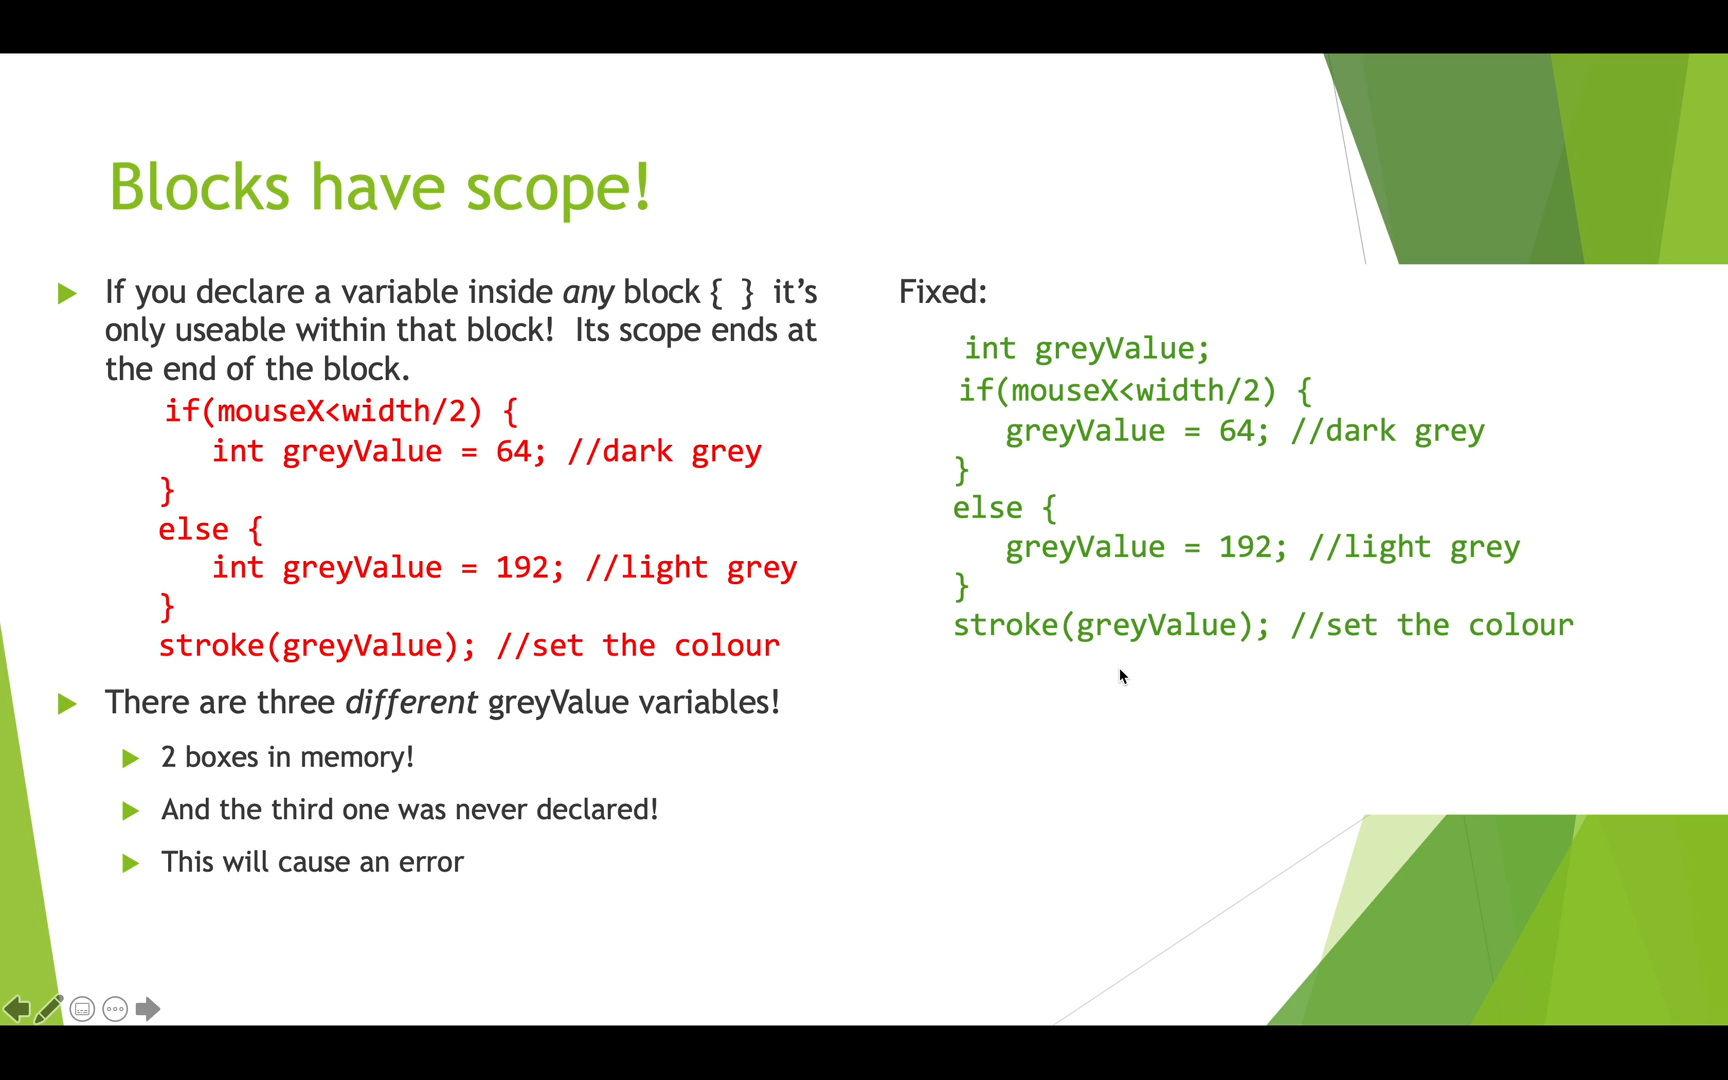 Blocks have scope!
If you declare a variable inside any block { } it's
only useable within that block! Its scope ends at
the end of the block.
if(mouseX<width/2) {
int greyValue = 64; //dark grey
}
else {
int greyValue = 192; //light grey
}
stroke(greyValue); //set the colour
There are three different greyValue variables!
2 boxes in memory!
And the third one was never declared!
This will cause an error
Fixed:
int greyValue;
if(mouseX<width/2) {
greyValue = 64; //dark grey
}
else {
greyValue = 192; //light grey
}
stroke(greyValue); //set the colour